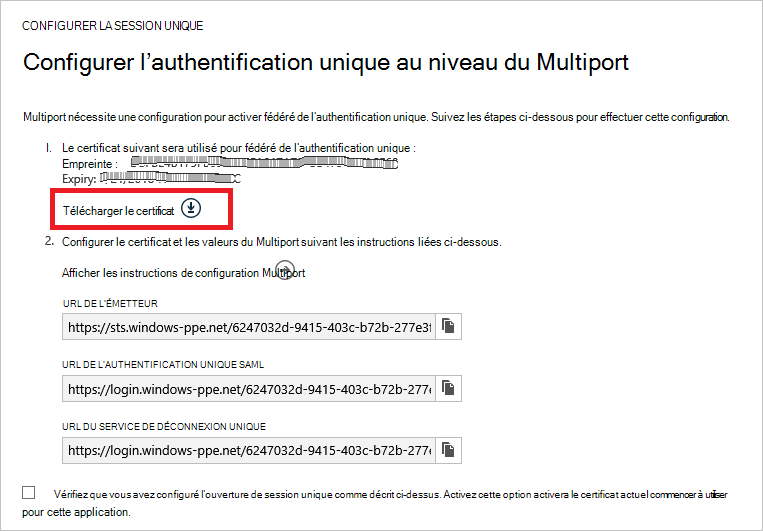 CONFIGURER LA SESSION UNIQUE
Configurer l'authentification unique au niveau du Multiport
Multiport nécessite une configuration pour activer fédéré de l'authentification unique. Suivez les étapes ci-dessous pour effectuer cette configuration.
1. Le certificat suivant sera utilisé pour fédéré de l'authentification unique :
Empreinte :
Expiry:
Télécharger le certificat
2. Configurer le certificat et les valeurs du Multiport suivant les instructions liées ci-dessous.
Afficher les instructions de configuration Multiport
URL DE L'ÉMETTEUR
https://sts.windows-ppe.net/6247032d-9415-403c-b72b-277e3f
URL DE L'AUTHENTIFICATION UNIQUE SAML
https://login.windows-ppe.net/6247032d-9415-403c-b72b-277e
URL DU SERVICE DE DÉCONNEXION UNIQUE
https://login.windows-ppe.net/6247032d-9415-403c-b72b-277e
Vérifiez que vous avez configuré l'ouverture de session unique comme décrit ci-dessus. Activez cette option activera le certificat actuel commencer à utiliser
pour cette application.